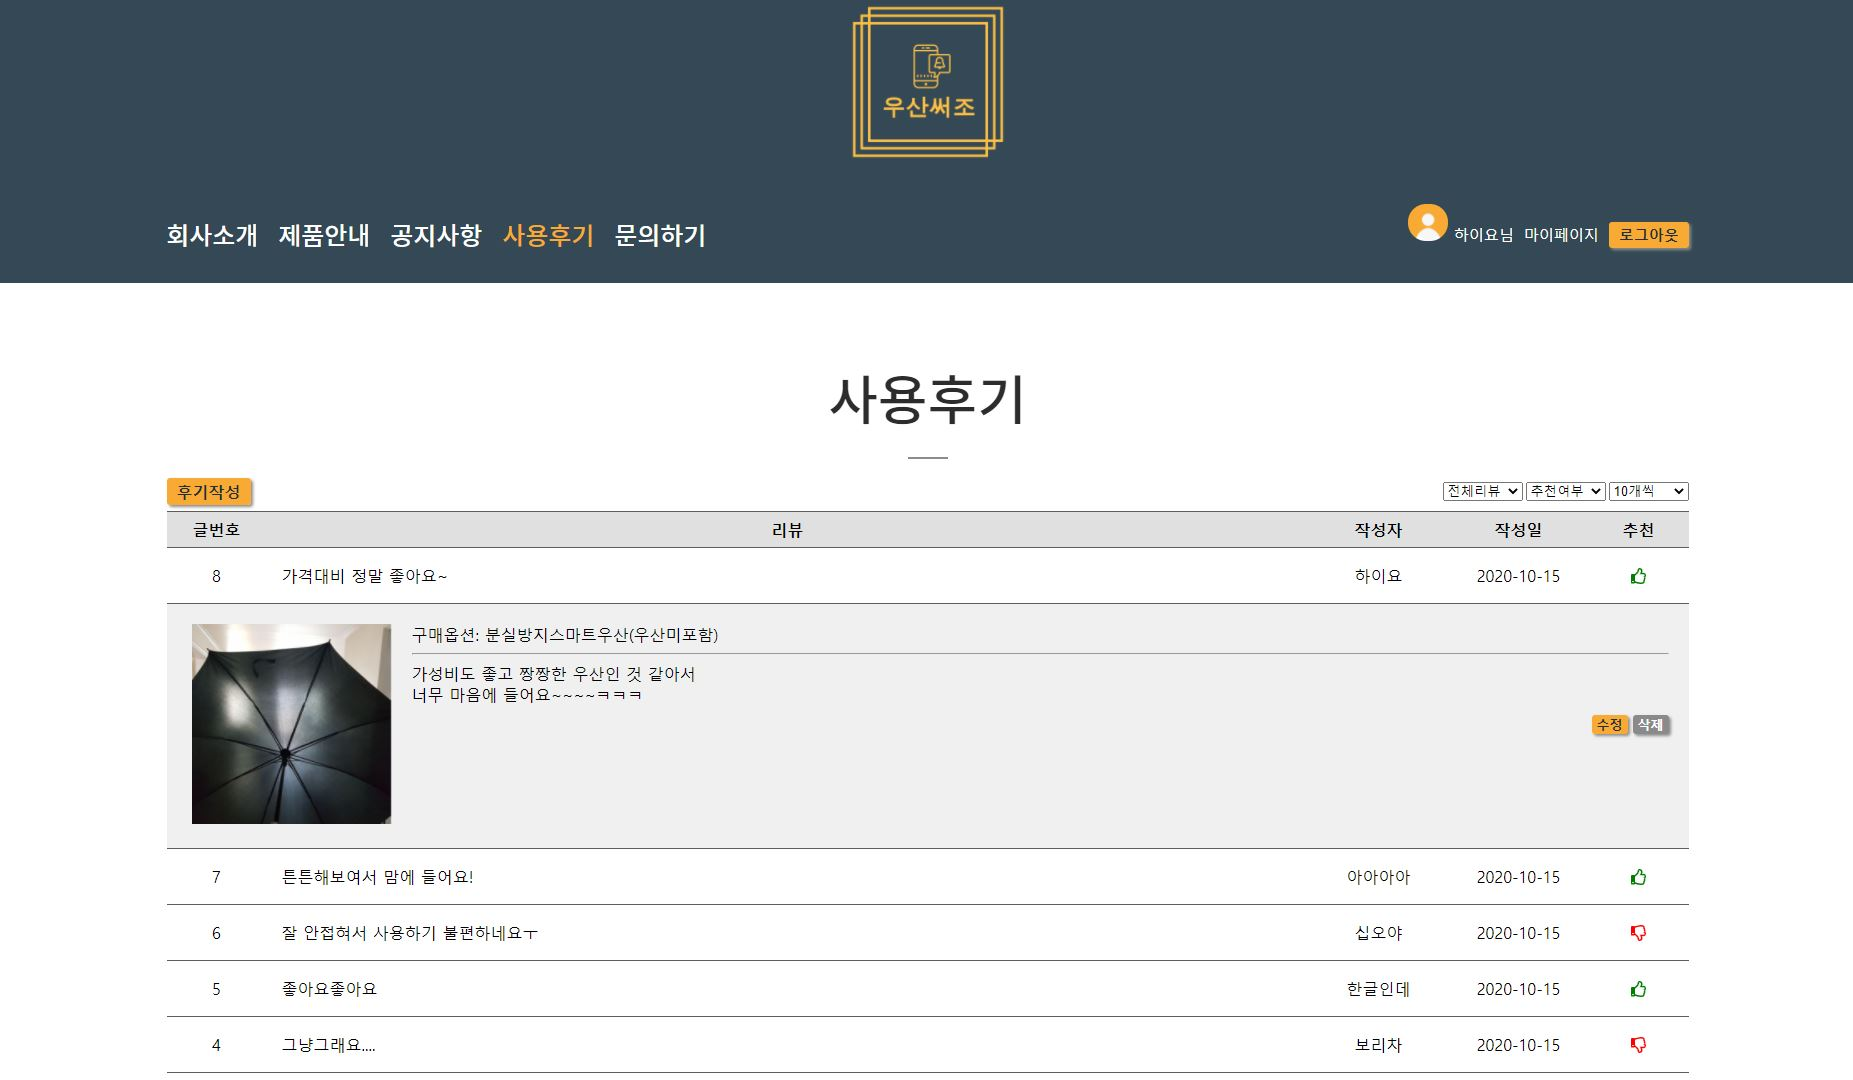 우산써조
회사소개 제품안내 공지사항 사용후기 문의하기
하이요님 마이페이지 로그아웃
사용후기
후기작성
전체리뷰 추천여부 10개씩
글번호 리뷰 작성자 작성일 추천
8 가격대비 정말 좋아요~ 하이요 2020-10-15
구매옵션: 분실방지스마트우산(우산미포함)
가성비도 좋고 짱짱한 우산인 것 같아서
너무 마음에 들어요~~~~ㅋㅋㅋ
수정 삭제
7 튼튼해보여서 맘에 들어요! 아아아아 2020-10-15
6 잘 안접혀서 사용하기 불편하네요ㅜ 십오야 2020-10-15
5 좋아요좋아요 한글인데 2020-10-15
4 그냥그래요.... 보리차 2020-10-15